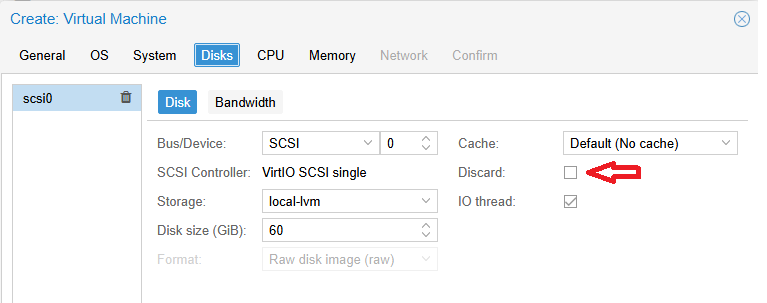 Create: Virtual Machine
General OS System Disks CPU Memory Network Confirm
scsi0
Disk Bandwidth
Bus/Device: SCSI 0 Cache: Default (No cache)
SCSI Controller: VirtIO SCSI single Discard:
Storage: local-lvm IO thread:
Disk size (GiB): 60
Format: Raw disk image (raw)